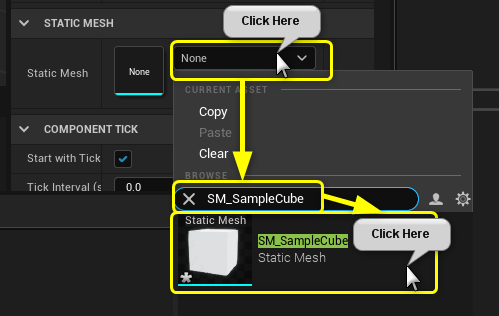 STATIC MESH
Click Here
Static Mesh
None
None
CURRENT ASSET
COMPONENT TICK
Copy
Paste
Start with Tick
Clear
BROWSE
Tick Interval (s
0.0
SM_SampleCube
Static Mesh
SM_SampleCube
Static Mesh
Click Here